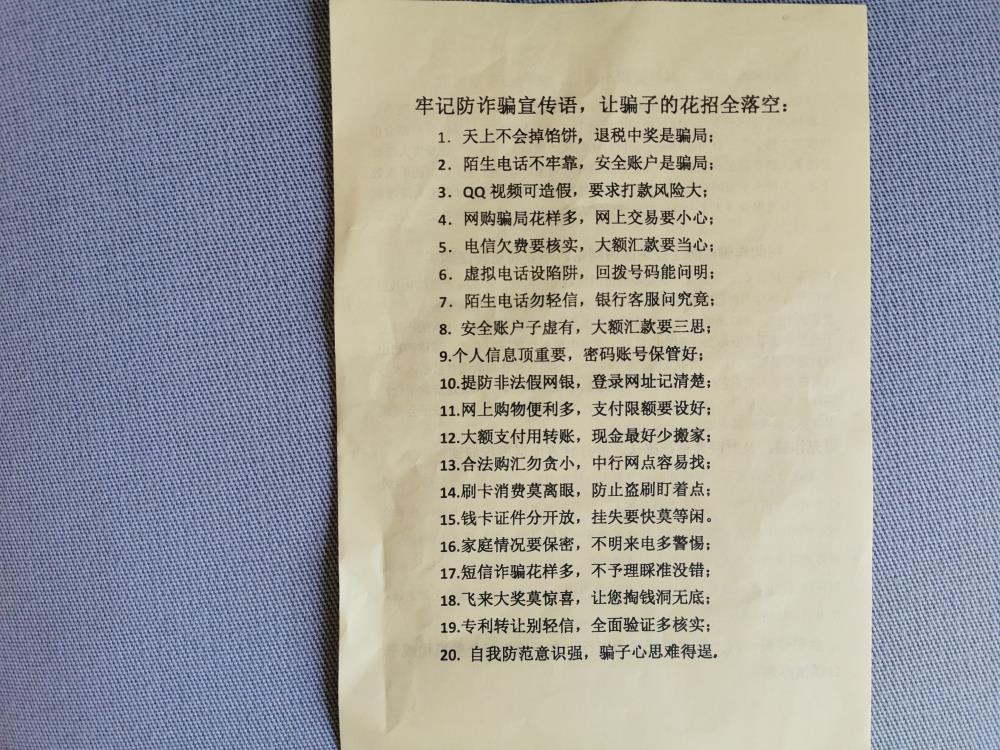 牢记防诈骗宣传语，让骗子的花招全落空：
1. 天上不会掉馅饼，退税中奖是骗局；
2. 陌生电话不牢靠，安全账户是骗局；
3. QQ 视频可造假，要求打款风险大；
4. 网购骗局花样多，网上交易要小心；
5. 电信欠费要核实，大额汇款要当心；
6. 虚拟电话设陷阱，回拨号码能问明；
7. 陌生电话勿轻信，银行客服问究竟；
8. 安全账户子虚有，大额汇款要三思；
9.个人信息顶重要，密码账号保管好；
10.提防非法假网银，登录网址记清楚；
11.网上购物便利多，支付限额要设好；
12.大额支付用转账，现金最好少搬家；
13.合法购汇勿贪小，中行网点容易找；
14.刷卡消费莫离眼，防止盗刷盯着点；
15.钱卡证件分开放，挂失要快莫等闲。
16.家庭情况要保密，不明来电多警惕；
17.短信诈骗花样多，不予理睬准没错；
18.飞来大奖莫惊喜，让您掏钱洞无底；
19.专利转让别轻信，全面验证多核实；
20. 自我防范意识强，骗子心思难得逞。